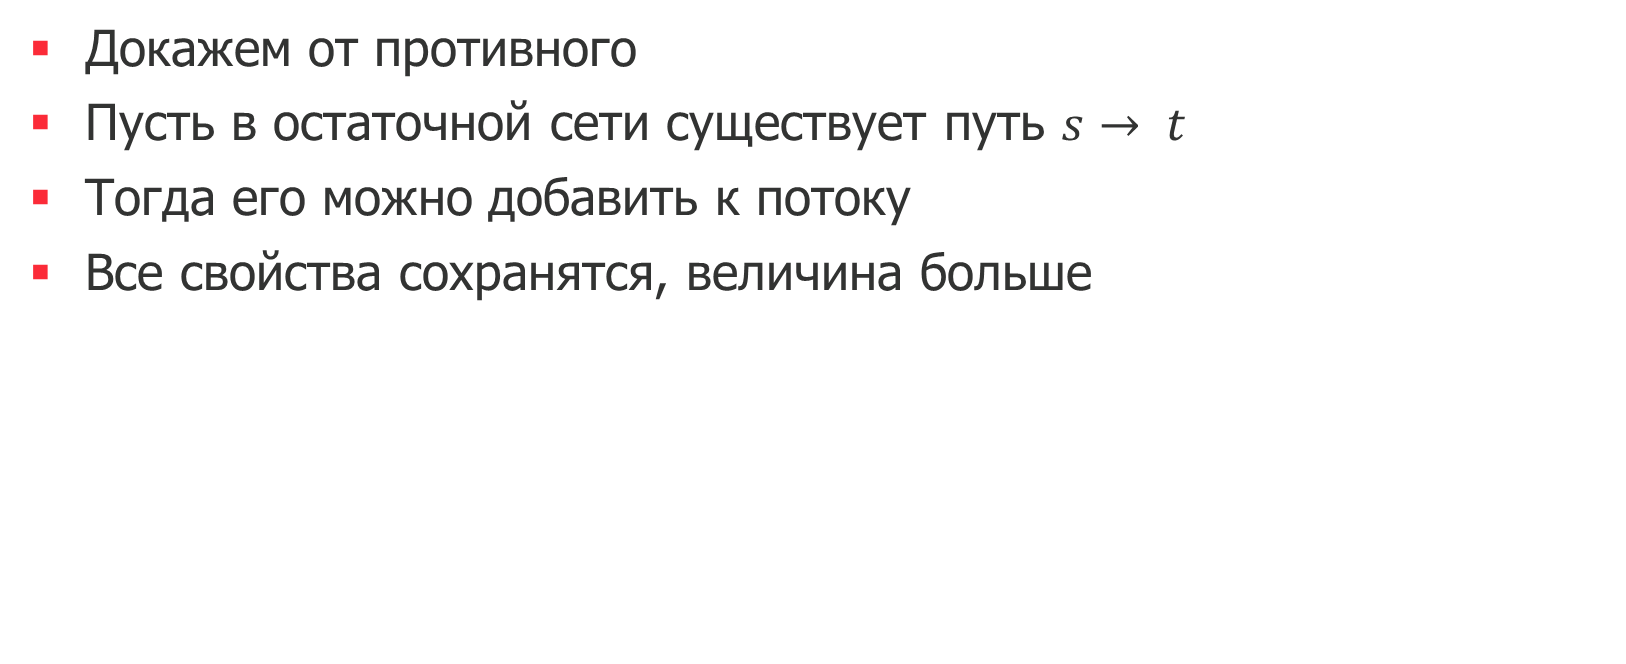 ▪ Докажем от противного
▪ Пусть в остаточной сети существует путь s → t
▪ Тогда его можно добавить к потоку
▪ Все свойства сохранятся, величина больше